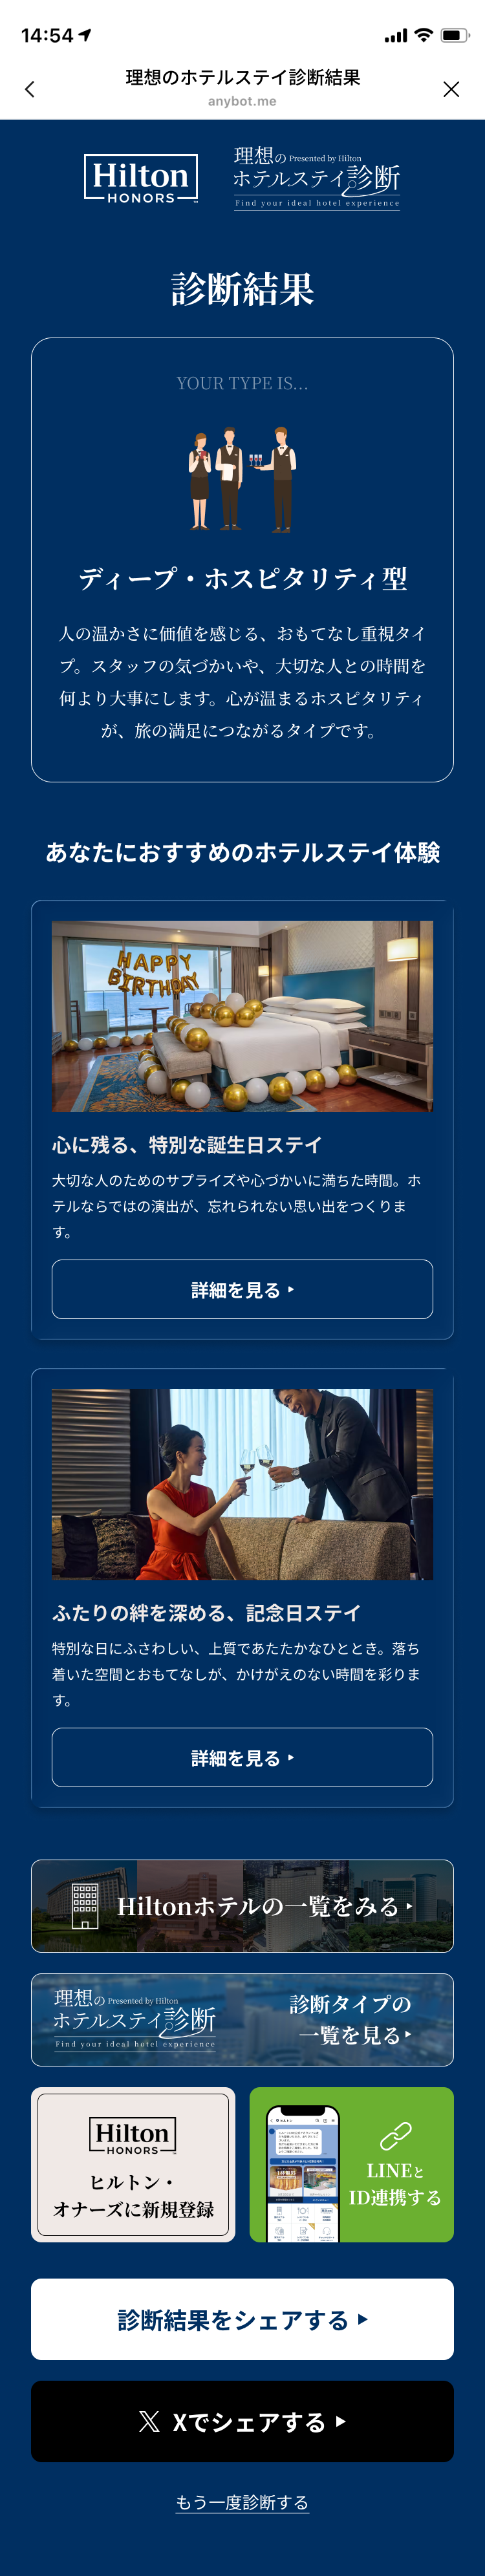 14:54
理想のホテルステイ診断結果
anybot.me
Hilton
HONORS
理想の Presented by Hilton
ホテルステイ診断
Find your ideal hotel experience
診断結果
YOUR TYPE IS...
ディープ・ホスピタリティ型
人の温かさに価値を感じる、おもてなし重視タイ
プ。スタッフの気づかいや、大切な人との時間を
何より大事にします。心が温まるホスピタリティ
が、旅の満足につながるタイプです。
あなたにおすすめのホテルステイ体験
HAPPY
BIRTHDAY
心に残る、特別な誕生日ステイ
大切な人のためのサプライズや心づかいに満ちた時間。ホ
テルならではの演出が、忘れられない思い出をつくりま
す。
詳細を見る
ふたりの絆を深める、記念日ステイ
特別な日にふさわしい、上質であたたかなひととき。落ち
着いた空間とおもてなしが、かけがえのない時間を彩りま
す。
詳細を見る
Hiltonホテルの一覧をみる
理想の Presented by Hilton
ホテルステイ診断
Find your ideal hotel experience
診断タイプの
一覧を見る
Hilton
HONORS
ヒルトン・
オナーズに新規登録
LINEと
ID連携する
診断結果をシェアする
Xでシェアする
もう一度診断する